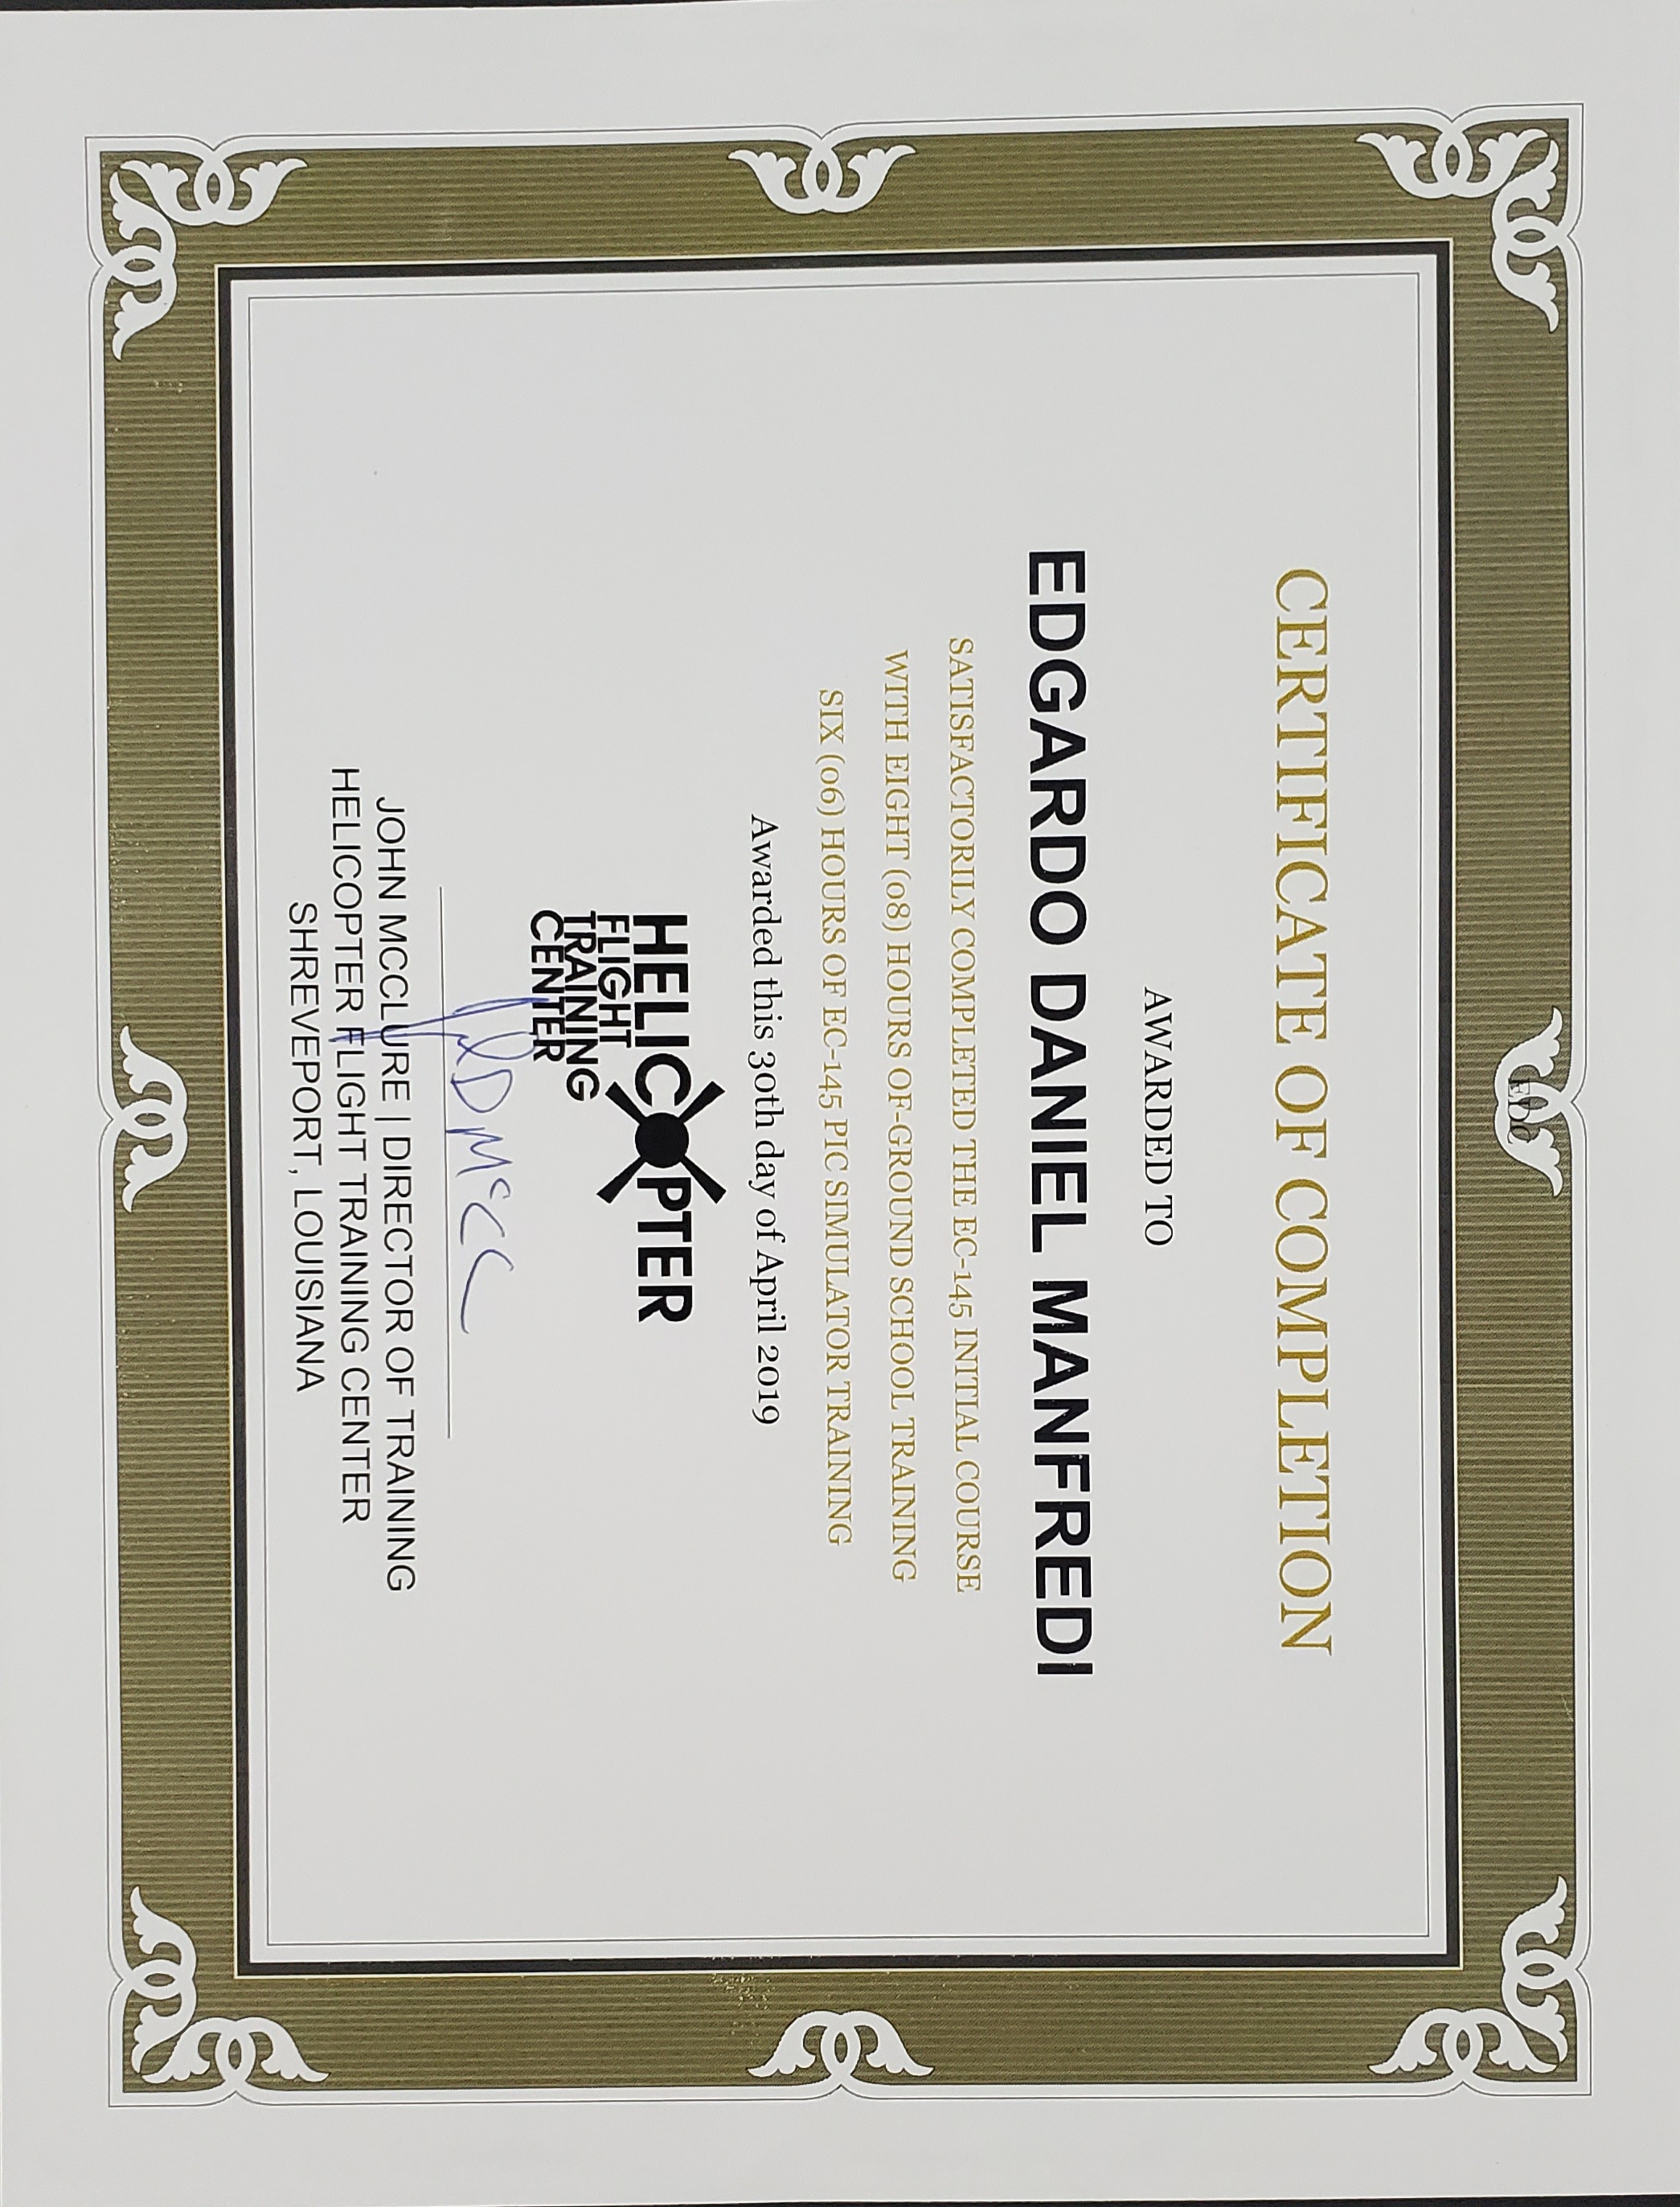 EDC
CERTIFICATE OF COMPLETION
AWARDED TO
EDGARDO DANIEL MANFREDI
SATISFACTORILY COMPLETED THE EC-145 INITIAL COURSE
WITH EIGHT (08) HOURS OF-GROUND SCHOOL TRAINING
SIX (06) HOURS OF EC-145 PIC SIMULATOR TRAINING
Awarded this 30th day of April 2019
HELICOPTER
FLIGHT
TRAINING
CENTER
JOHN MCCLURE | DIRECTOR OF TRAINING
HELICOPTER FLIGHT TRAINING CENTER
SHREVEPORT, LOUISIANA